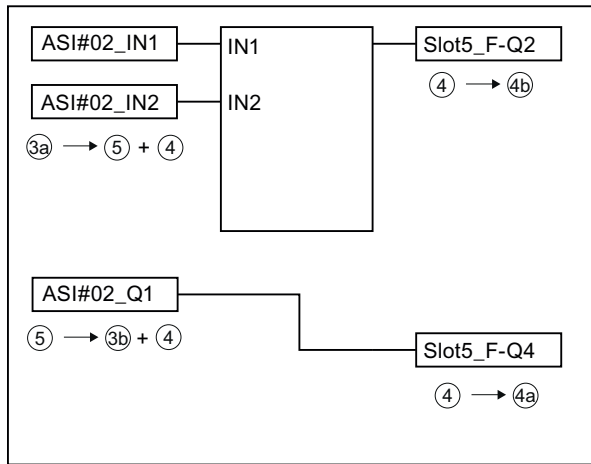 ASI#02_IN1
IN1
Slot5_F-Q2
ASI#02_IN2
IN2
4 → 4b
3a → 5 + 4
ASI#02_Q1
5 → 3b + 4
Slot5_F-Q4
4 → 4a